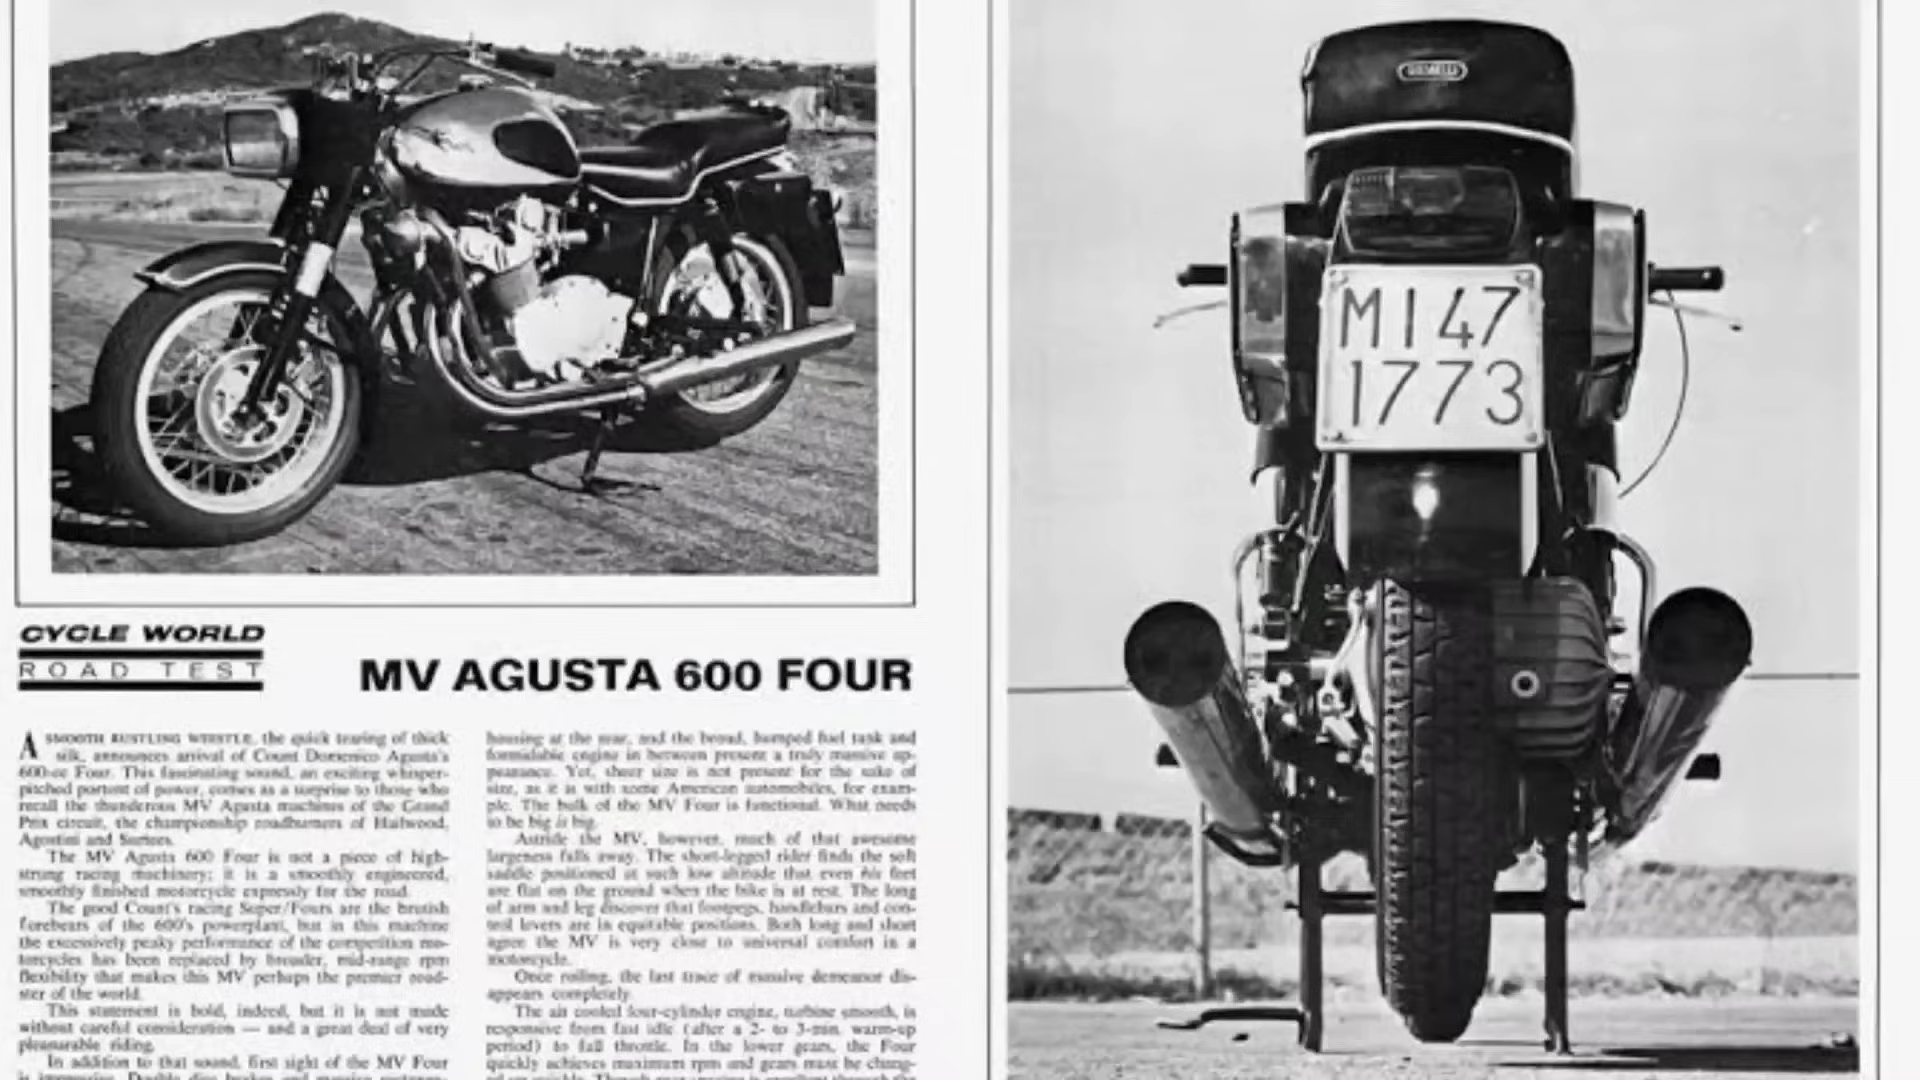 MI 47
1773
CYCLE WORLD
ROAD TEST
MV AGUSTA 600 FOUR
A SMOOTH RUSTLING WHISTLE, the quick tearing of thick
silk, announces arrival of Count Domenico Agusta's
600-cc Four. This fascinating sound, an exciting whisper-
pitched portent of power, comes as a surprise to those who
recall the thunderous MV Agusta machines of the Grand
Prix circuit, the championship roadburners of Hailwood,
Agostini and Surtees.
The MV Agusta 600 Four is not a piece of high-
strung racing machinery; it is a smoothly engineered,
smoothly finished motorcycle expressly for the road.
The good Count's racing Super/Fours are the brutish
forebears of the 600's powerplant, but in this machine
the excessively peaky performance of the competition mo-
torcycles has been replaced by broader, mid-range rpm
flexibility that makes this MV perhaps the premier road-
ster of the world.
This statement is bold, indeed, but it is not made
without careful consideration — and a great deal of very
pleasurable riding.
In addition to that sound, first sight of the MV Four
is impressive. Double disc brakes and massive
housing at the rear, and the broad, humped fuel tank and
formidable engine in between present a truly massive ap-
pearance. Yet, sheer size is not present for the sake of
size, as it is with some American automobiles, for exam-
ple. The bulk of the MV Four is functional. What needs
to be big is big.
Astride the MV, however, much of that awesome
largeness falls away. The short-legged rider finds the soft
saddle positioned at such low altitude that even his feet
are flat on the ground when the bike is at rest. The long
of arm and leg discover that footpegs, handlebars and con-
trol levers are in equitable positions. Both long and short
agree the MV is very close to universal comfort in a
motorcycle.
Once rolling, the last trace of massive demeanor dis-
appears completely.
The air cooled four-cylinder engine, turbine smooth, is
responsive from fast idle (after a 2- to 3-min. warm-up
period) to full throttle. In the lower gears, the Four
quickly achieves maximum rpm and gears must be chang-